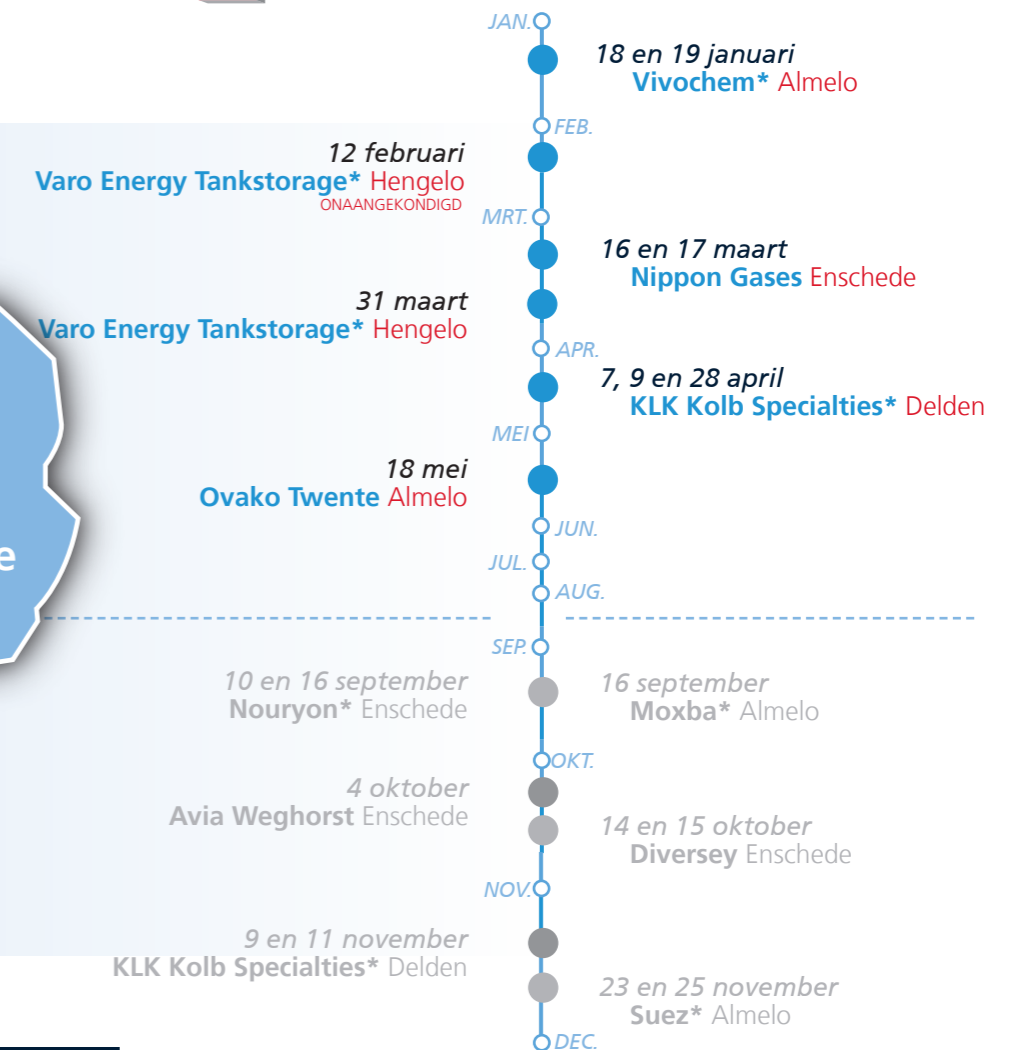 JAN.
18 en 19 januari
Vivochem* Almelo
FEB.
12 februari
Varo Energy Tankstorage* Hengelo
ONAANGEKONDIGD
MRT.
16 en 17 maart
Nippon Gases Enschede
31 maart
Varo Energy Tankstorage* Hengelo
APR.
7, 9 en 28 april
KLK Kolb Specialties* Delden
MEI
18 mei
Ovako Twente Almelo
JUN.
e
JUL.
AUG.
SEP.
10 en 16 september
Nouryon* Enschede
16 september
Moxba* Almelo
OKT.
4 oktober
Avia Weghorst Enschede
14 en 15 oktober
Diversey Enschede
NOV.
9 en 11 november
KLK Kolb Specialties* Delden
23 en 25 november
Suez* Almelo
DEC.